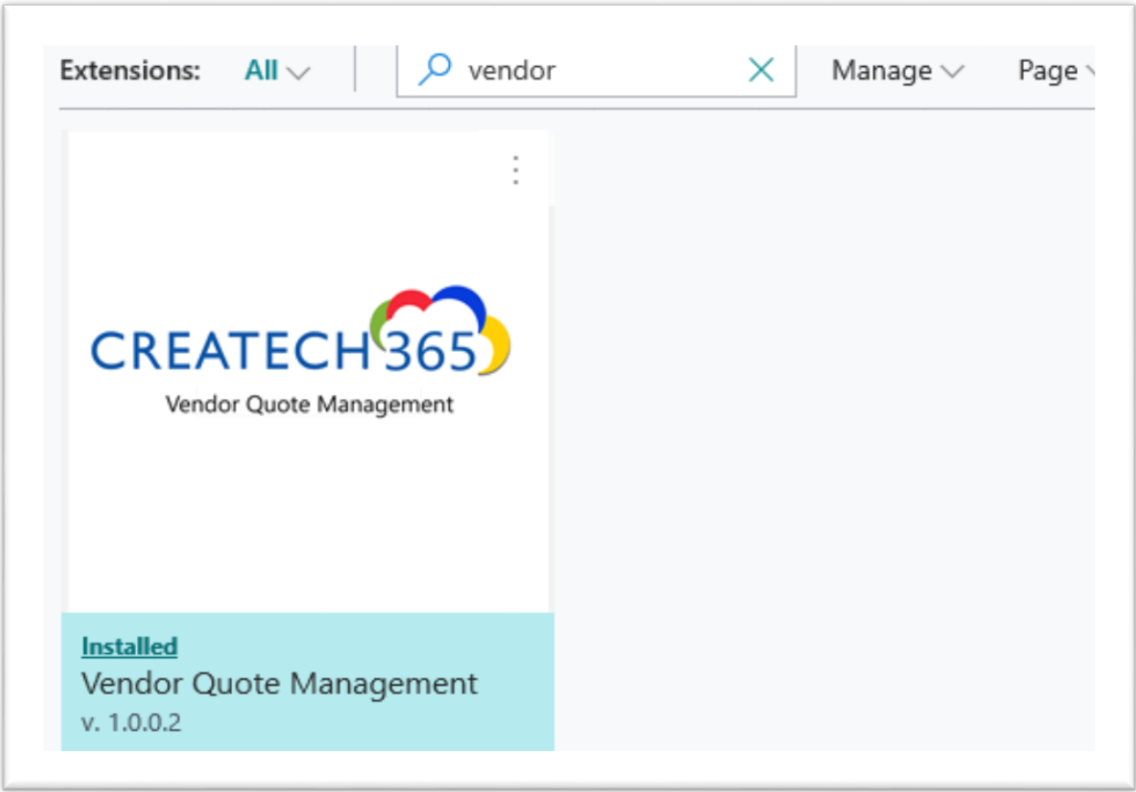 Extensions: All vendor Manage Page
CREATECH 365
Vendor Quote Management
Installed
Vendor Quote Management
v. 1.0.0.2